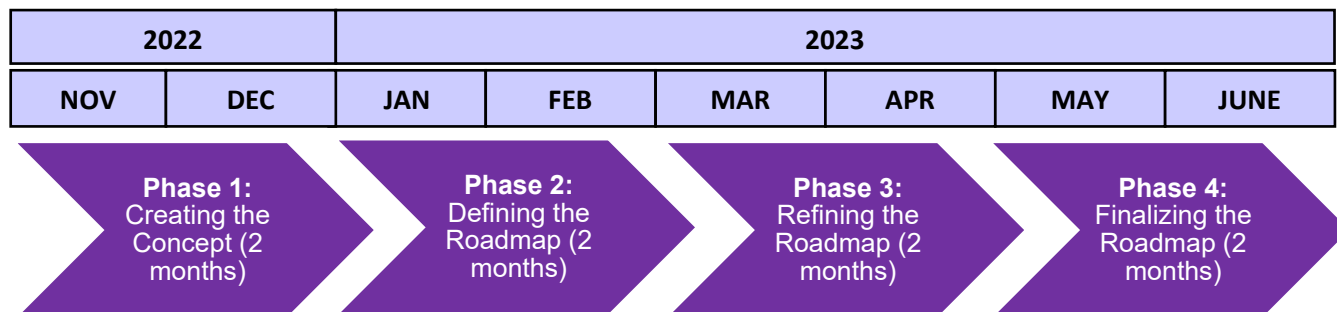 2022 2023
NOV DEC JAN FEB MAR APR MAY JUNE
Phase 1:
Creating the
Concept (2
months)
Phase 2:
Defining the
Roadmap (2
months)
Phase 3:
Refining the
Roadmap (2
months)
Phase 4:
Finalizing the
Roadmap (2
months)